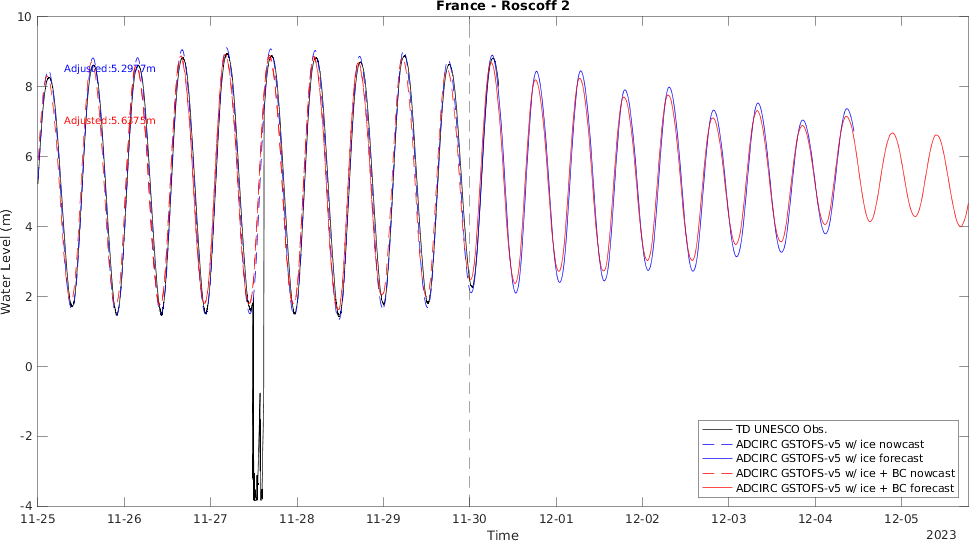 France - Roscoff 2
10
8
6
4
2
0
-2
-4
Water Level (m)
Adjusted:5.2977m
Adjusted:5.6375m
TD UNESCO Obs.
ADCIRC GSTOFS-v5 w/ ice nowcast
ADCIRC GSTOFS-v5 w/ ice forecast
ADCIRC GSTOFS-v5 w/ ice + BC nowcast
ADCIRC GSTOFS-v5 w/ ice + BC forecast
11-25 11-26 11-27 11-28 11-29 11-30 12-01 12-02 12-03 12-04 12-05
Time
2023